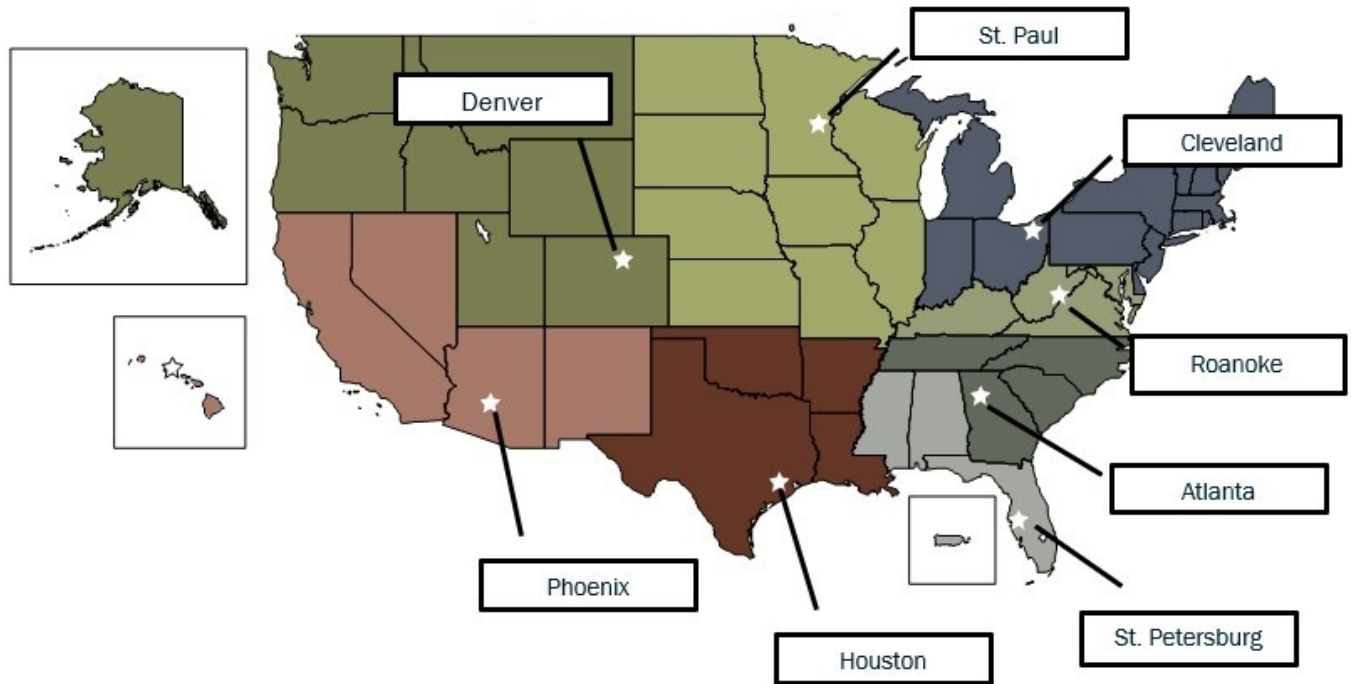 St. Paul
Denver
Cleveland
Roanoke
Atlanta
Phoenix
St. Petersburg
Houston